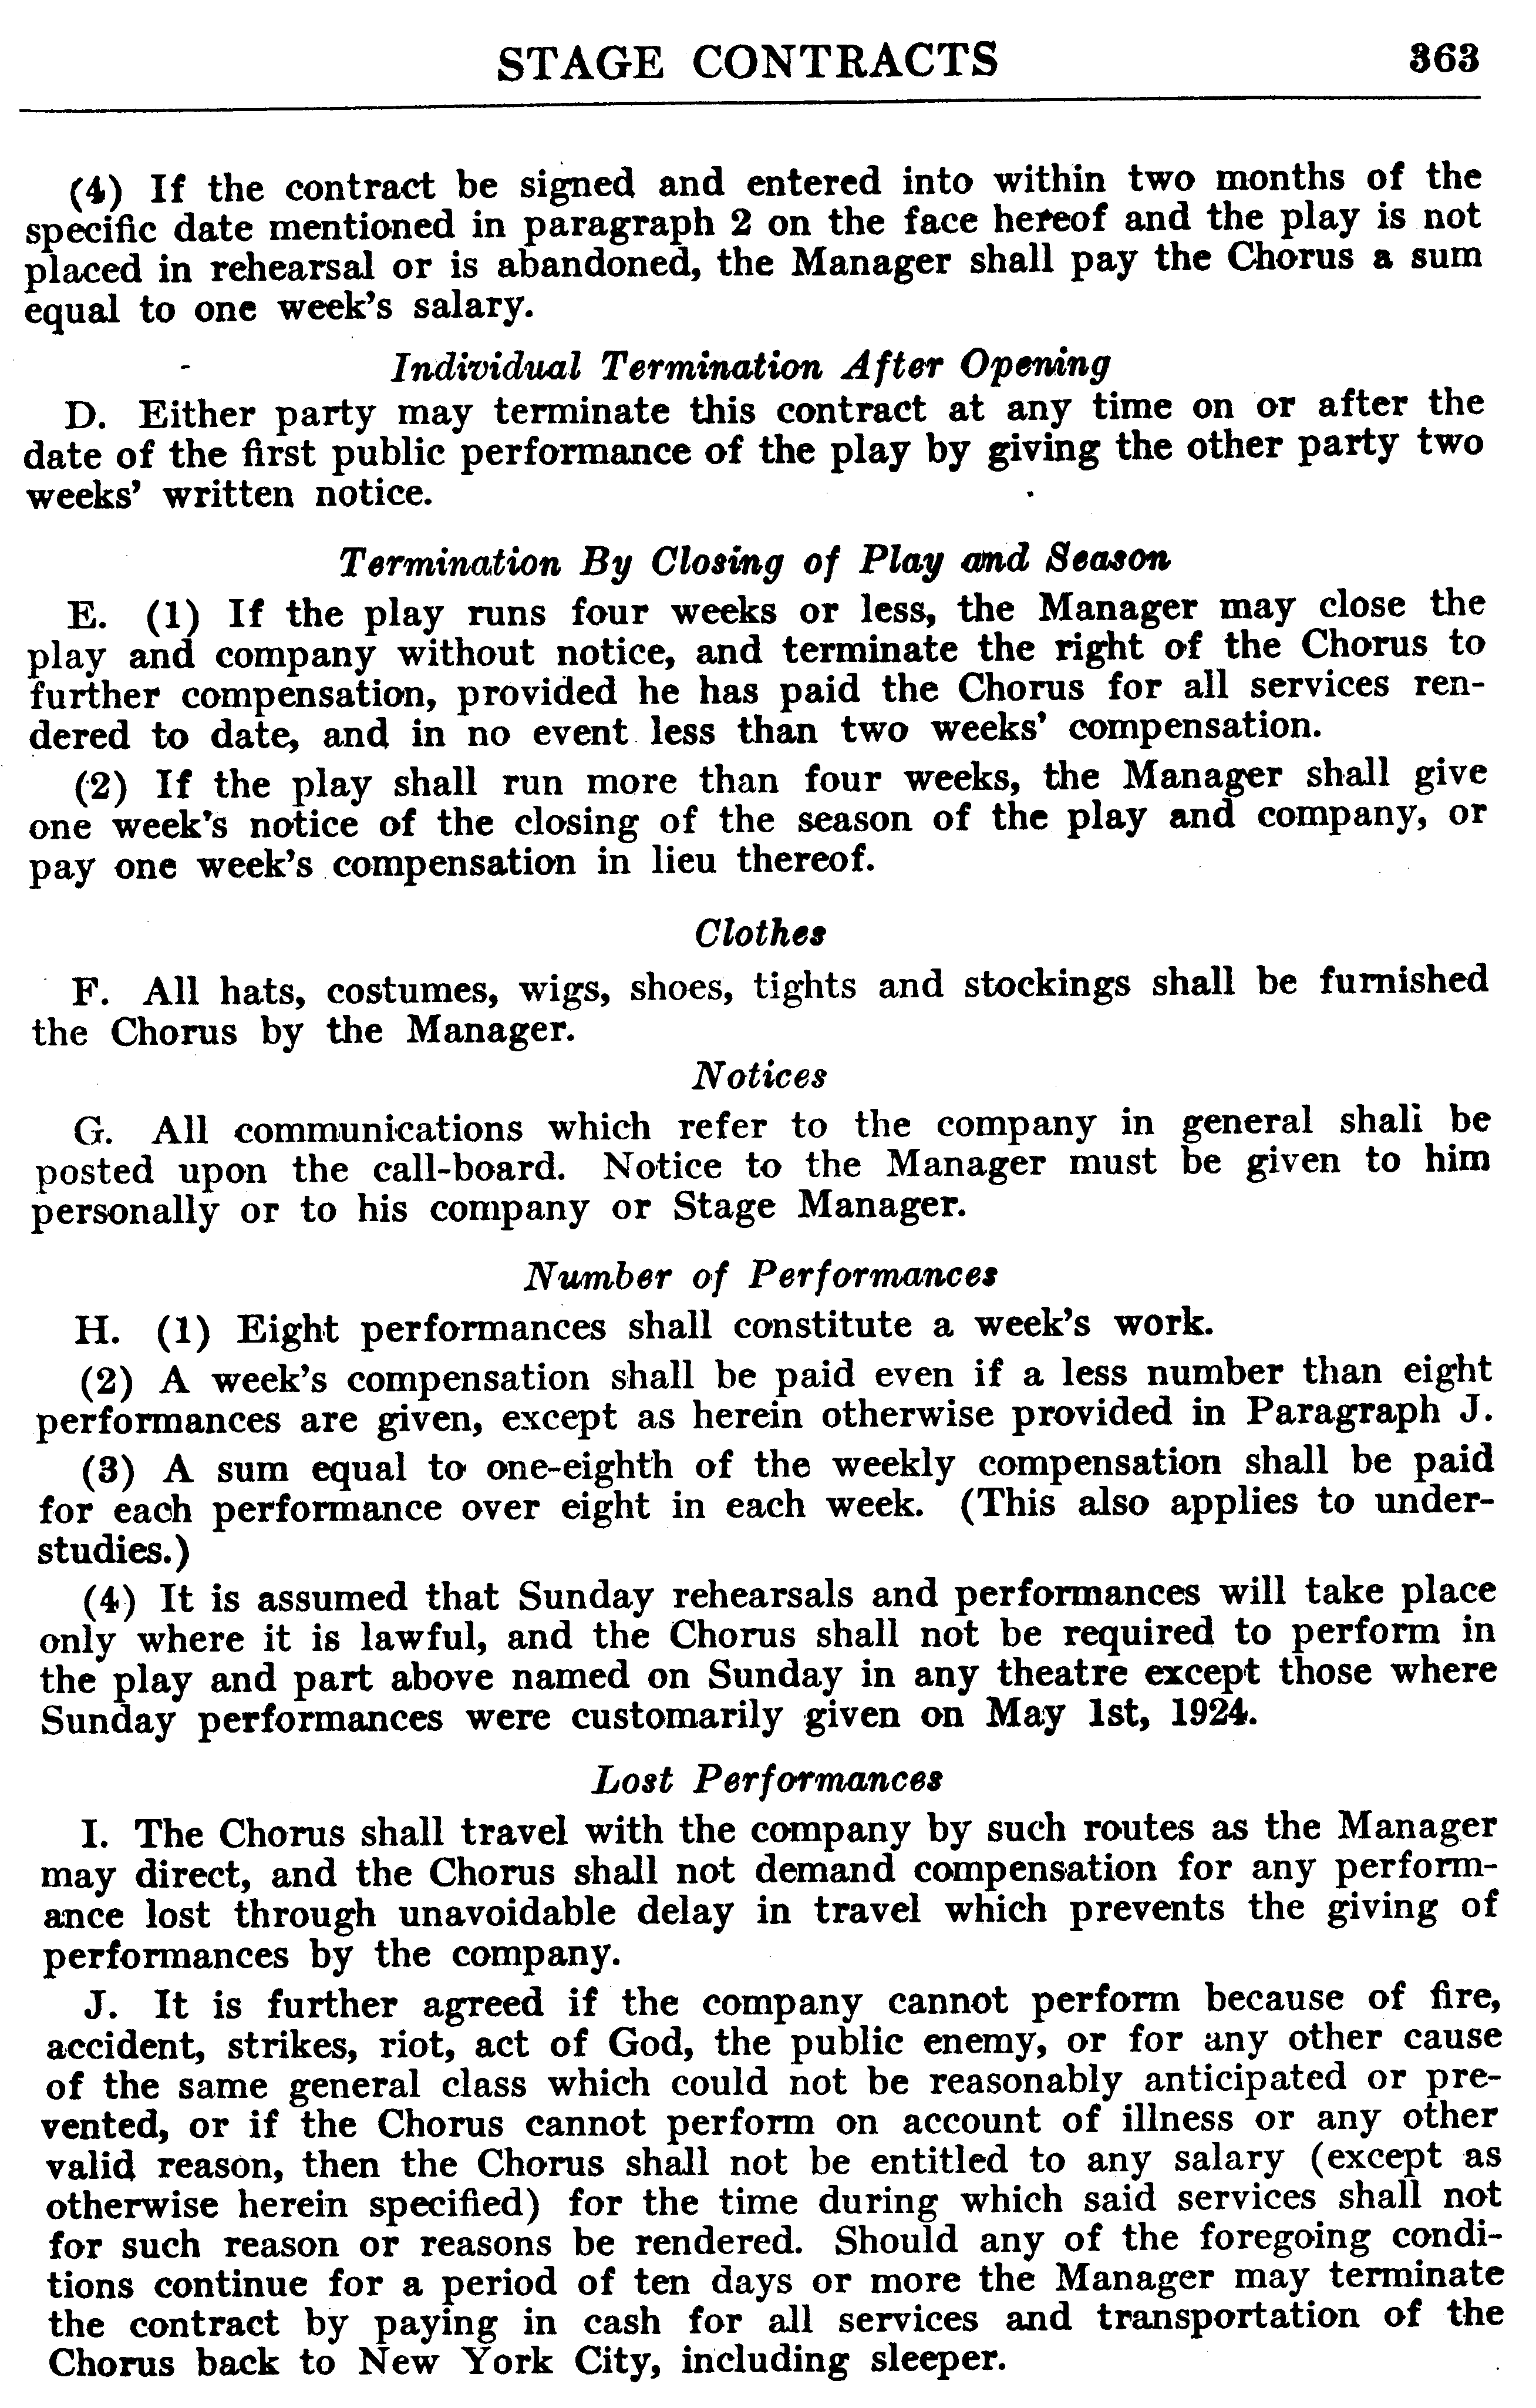 STAGE CONTRACTS 363
(4) If the contract be signed and entered into within two months of the
specific date mentioned in paragraph 2 on the face hereof and the play is not
placed in rehearsal or is abandoned, the Manager shall pay the Chorus a sum
equal to one week's salary.
Individual Termination After Opening
D. Either party may terminate this contract at any time on or after the
date of the first public performance of the play by giving the other party two
weeks' written notice.
Termination By Closing of Play and Season
E. (1) If the play runs four weeks or less, the Manager may close the
play and company without notice, and terminate the right of the Chorus to
further compensation, provided he has paid the Chorus for all services ren-
dered to date, and in no event less than two weeks' compensation.
(2) If the play shall run more than four weeks, the Manager shall give
one week's notice of the closing of the season of the play and company, or
pay one week's compensation in lieu thereof.
Clothes
F. All hats, costumes, wigs, shoes, tights and stockings shall be furnished
the Chorus by the Manager.
Notices
G. All communications which refer to the company in general shall be
posted upon the call-board. Notice to the Manager must be given to him
personally or to his company or Stage Manager.
Number of Performances
H. (1) Eight performances shall constitute a week's work.
(2) A week's compensation shall be paid even if a less number than eight
performances are given, except as herein otherwise provided in Paragraph J.
(3) A sum equal to one-eighth of the weekly compensation shall be paid
for each performance over eight in each week. (This also applies to under-
studies.)
(4) It is assumed that Sunday rehearsals and performances will take place
only where it is lawful, and the Chorus shall not be required to perform in
the play and part above named on Sunday in any theatre except those where
Sunday performances were customarily given on May 1st, 1924.
Lost Performances
I. The Chorus shall travel with the company by such routes as the Manager
may direct, and the Chorus shall not demand compensation for any perform-
ance lost through unavoidable delay in travel which prevents the giving of
performances by the company.
J. It is further agreed if the company cannot perform because of fire,
accident, strikes, riot, act of God, the public enemy, or for any other cause
of the same general class which could not be reasonably anticipated or pre-
vented, or if the Chorus cannot perform on account of illness or any other
valid reason, then the Chorus shall not be entitled to any salary (except as
otherwise herein specified) for the time during which said services shall not
for such reason or reasons be rendered. Should any of the foregoing condi-
tions continue for a period of ten days or more the Manager may terminate
the contract by paying in cash for all services and transportation of the
Chorus back to New York City, including sleeper.